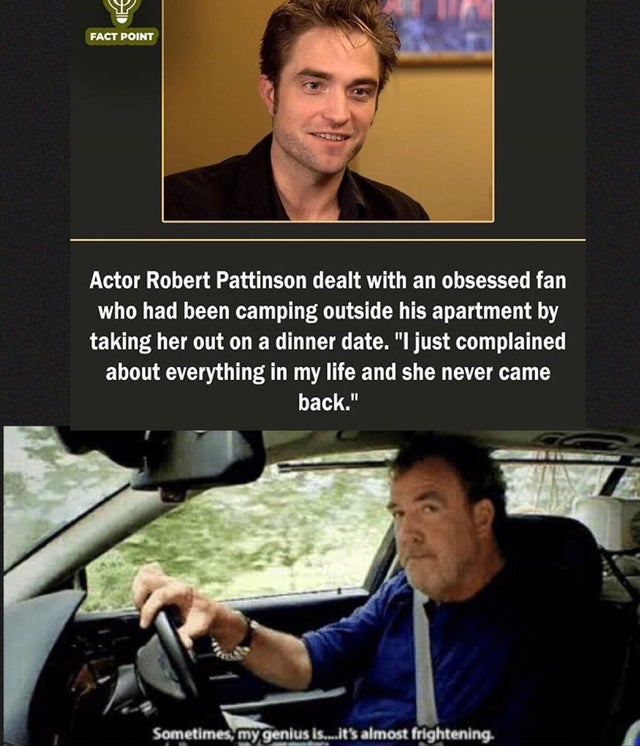 FACT POINT
Actor Robert Pattinson dealt with an obsessed fan
who had been camping outside his apartment by
taking her out on a dinner date. "I just complained
about everything in my life and she never came
back."
Sometimes, my genius is....it's almost frightening.